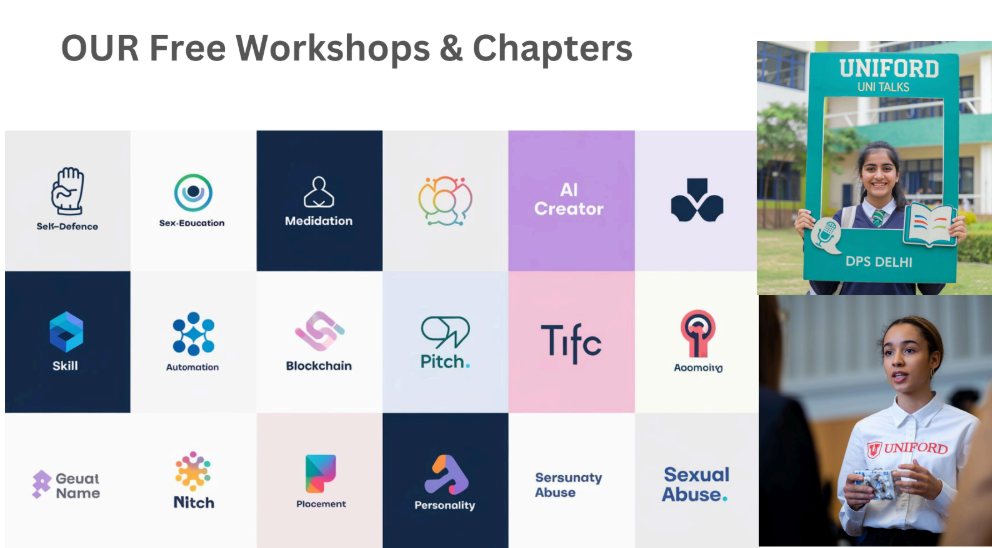 OUR Free Workshops & Chapters
UNIFORD
UNI TALKS
DPS DELHI
Self-Defence
Sex-Education
Medidation
AI
Creator
Skill
Automation
Blockchain
Pitch.
Tifc
Geuat
Name
Nitch
Placement
Personality
Sersunaty
Abuse
Sexual
Abuse.
UNIFORD